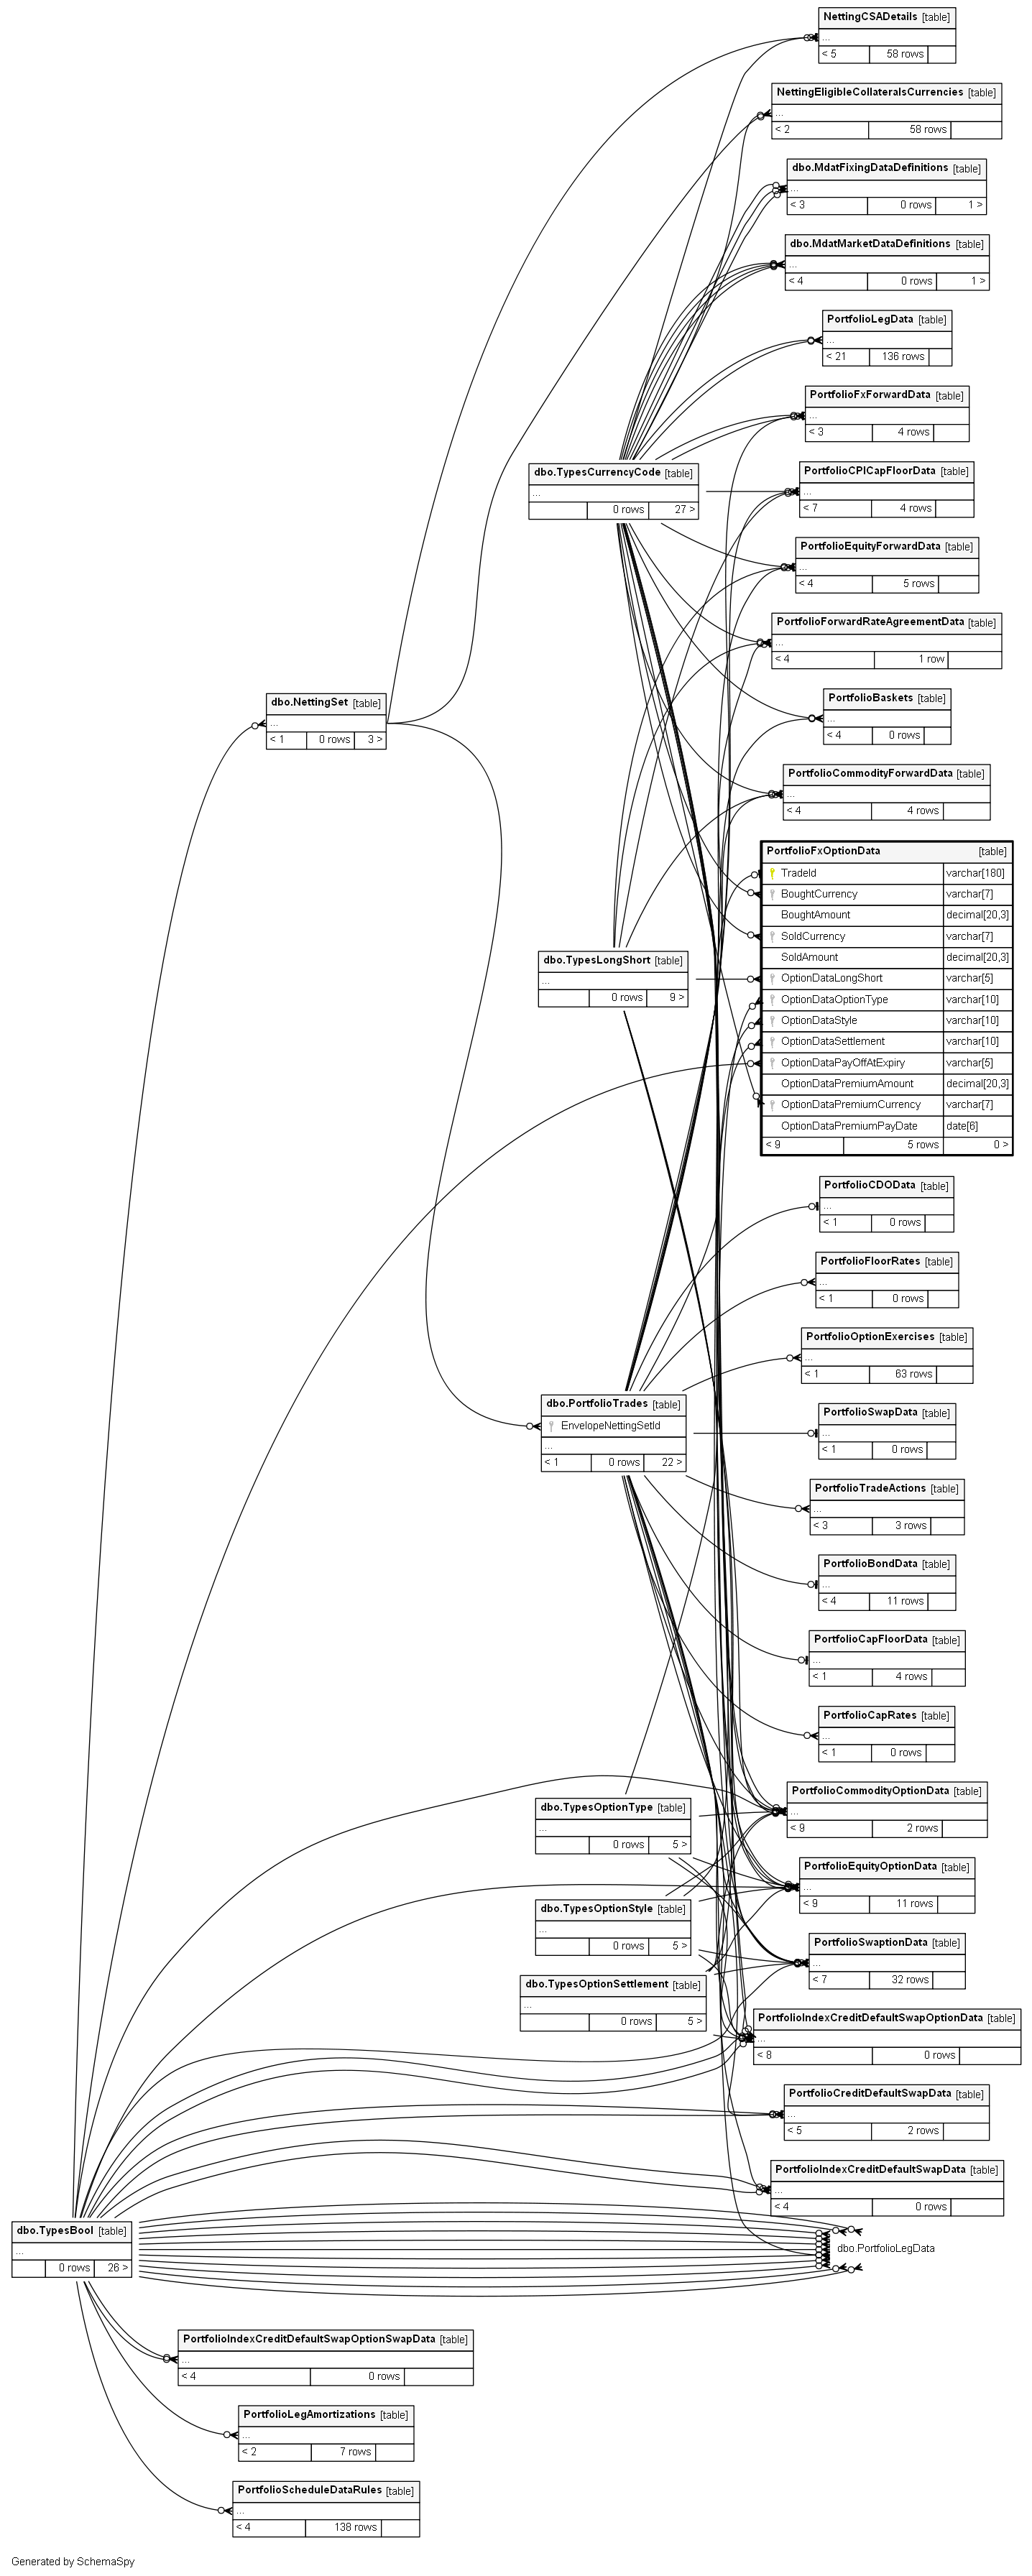 NettingCSADetails [table]
...
< 5 58 rows
NettingEligibleCollateralsCurrencies [table]
...
< 2 58 rows
dbo.MdatFixingDataDefinitions [table]
...
< 3 0 rows 1 >
dbo.MdatMarketDataDefinitions [table]
...
< 4 0 rows 1 >
PortfolioLegData [table]
...
< 21 136 rows
PortfolioFxForwardData [table]
...
< 3 4 rows
dbo.TypesCurrencyCode [table]
...
0 rows 27 >
PortfolioCPICapFloorData [table]
...
< 7 4 rows
PortfolioEquityForwardData [table]
...
< 4 5 rows
PortfolioForwardRateAgreementData [table]
...
< 4 1 row
dbo.NettingSet [table]
...
< 1 0 rows 3 >
PortfolioBaskets [table]
...
< 4 0 rows
PortfolioCommodityForwardData [table]
...
< 4 4 rows
PortfolioFxOptionData [table]
TradeId varchar[180]
BoughtCurrency varchar[7]
BoughtAmount decimal[20,3]
SoldCurrency varchar[7]
SoldAmount decimal[20,3]
OptionDataLongShort varchar[5]
OptionDataOptionType varchar[10]
OptionDataStyle varchar[10]
OptionDataSettlement varchar[10]
OptionDataPayOffAtExpiry varchar[5]
OptionDataPremiumAmount decimal[20,3]
OptionDataPremiumCurrency varchar[7]
OptionDataPremiumPayDate date[6]
< 9 5 rows 0 >
dbo.TypesLongShort [table]
...
0 rows 9 >
PortfolioCDOData [table]
...
< 1 0 rows
PortfolioFloorRates [table]
...
< 1 0 rows
PortfolioOptionExercises [table]
...
< 1 63 rows
dbo.PortfolioTrades [table]
EnvelopeNettingSetId
...
< 1 0 rows 22 >
PortfolioSwapData [table]
...
< 1 0 rows
PortfolioTradeActions [table]
...
< 3 3 rows
PortfolioBondData [table]
...
< 4 11 rows
PortfolioCapFloorData [table]
...
< 1 4 rows
PortfolioCapRates [table]
...
< 1 0 rows
PortfolioCommodityOptionData [table]
...
< 9 2 rows
dbo.TypesOptionType [table]
...
0 rows 5 >
PortfolioEquityOptionData [table]
...
< 9 11 rows
dbo.TypesOptionStyle [table]
...
0 rows 5 >
PortfolioSwaptionData [table]
...
< 7 32 rows
dbo.TypesOptionSettlement [table]
...
0 rows 5 >
PortfolioIndexCreditDefaultSwapOptionData [table]
...
< 8 0 rows
PortfolioCreditDefaultSwapData [table]
...
< 5 2 rows
PortfolioIndexCreditDefaultSwapData [table]
...
< 4 0 rows
dbo.TypesBool [table]
...
0 rows 26 >
dbo.PortfolioLegData
PortfolioIndexCreditDefaultSwapOptionSwapData [table]
...
< 4 0 rows
PortfolioLegAmortizations [table]
...
< 2 7 rows
PortfolioScheduleDataRules [table]
...
< 4 138 rows
Generated by SchemaSpy